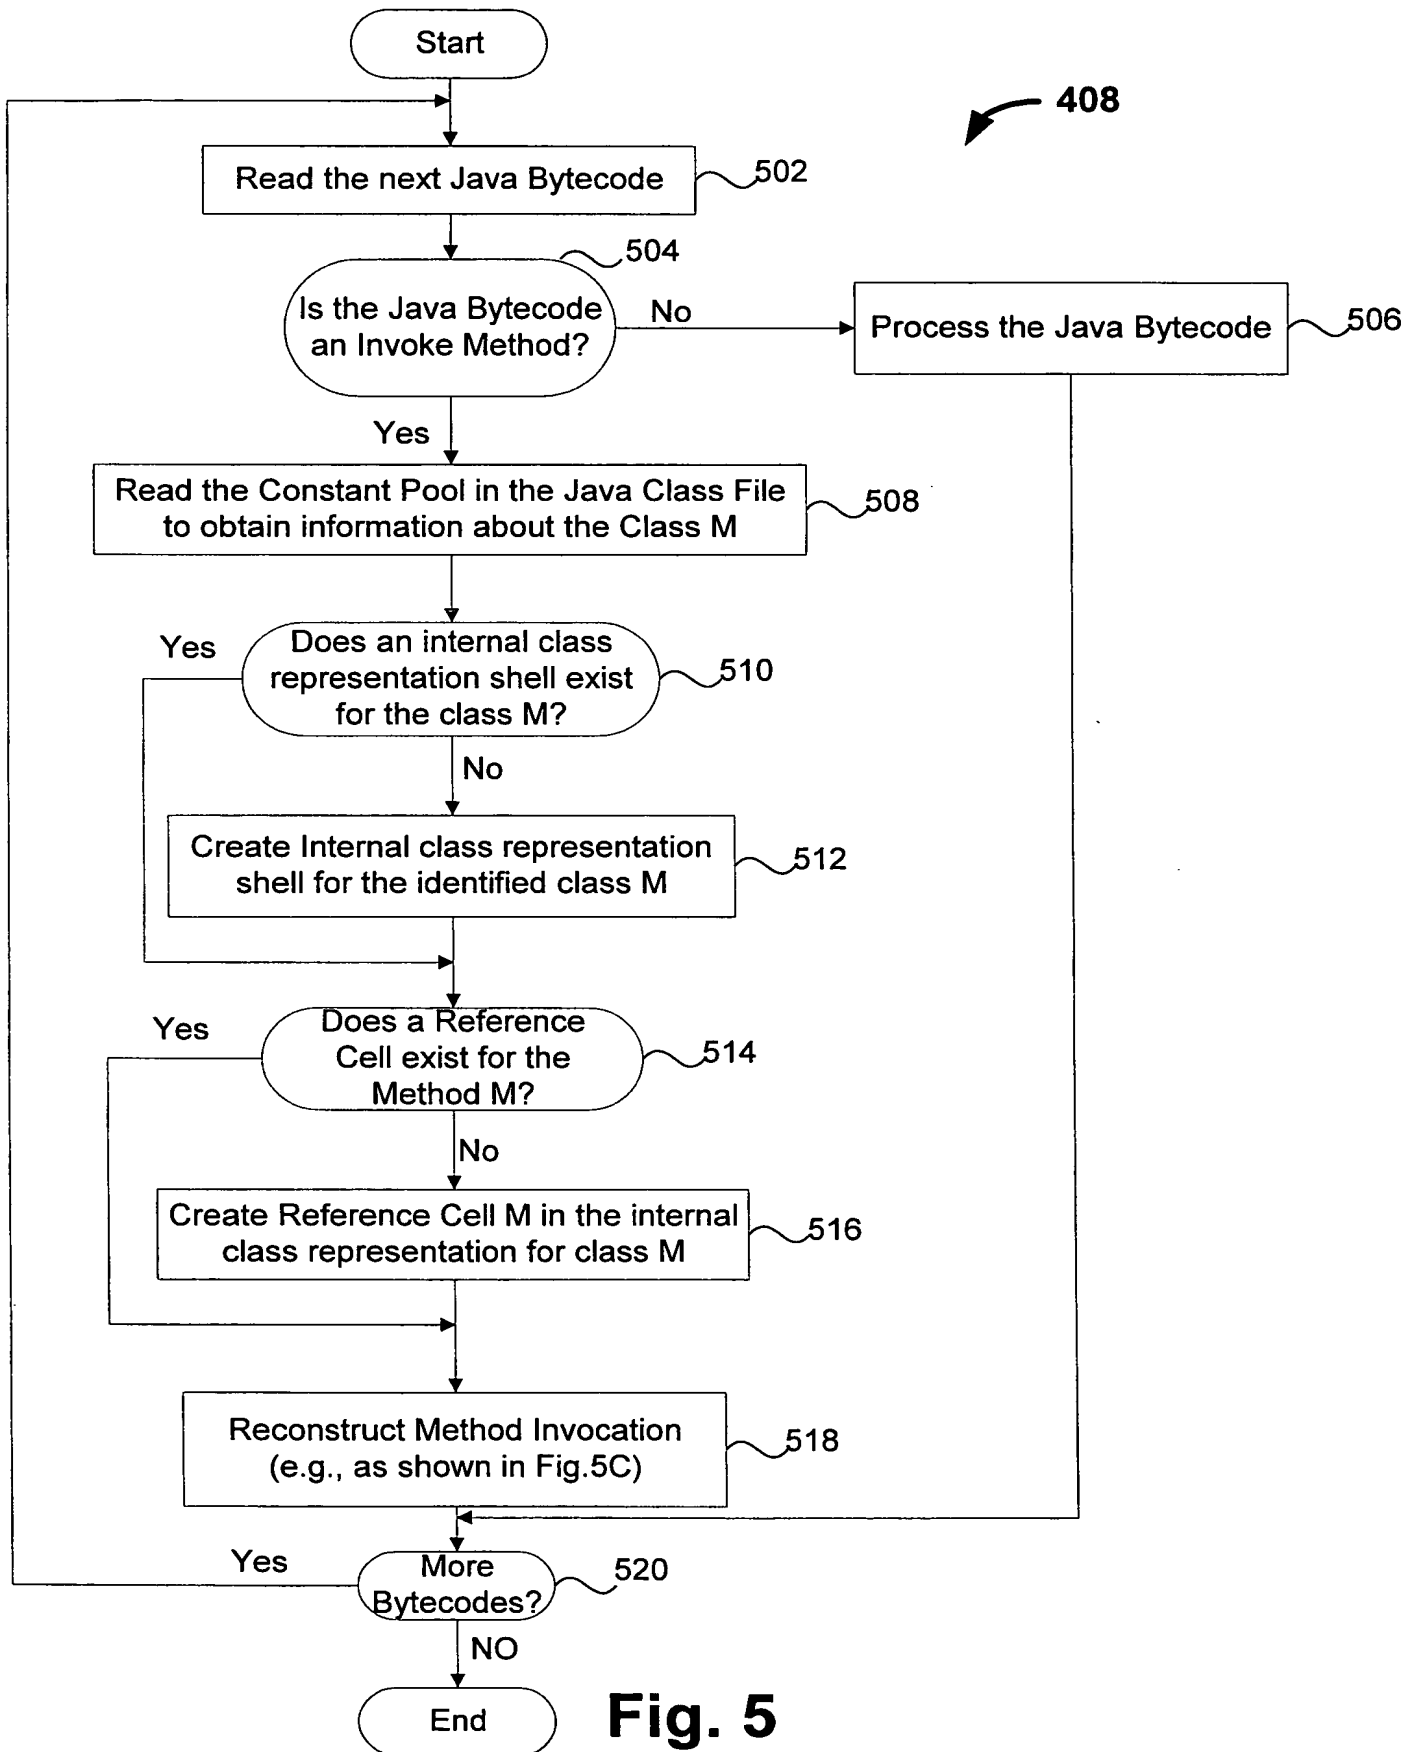 Start
408
Read the next Java Bytecode
502
504
Is the Java Bytecode
an Invoke Method?
No
Process the Java Bytecode
506
Yes
Read the Constant Pool in the Java Class File
to obtain information about the Class M
508
Yes
Does an internal class
representation shell exist
for the class M?
510
No
Create Internal class representation
shell for the identified class M
512
Yes
Does a Reference
Cell exist for the
Method M?
514
No
Create Reference Cell M in the internal
class representation for class M
516
Reconstruct Method Invocation
(e.g., as shown in Fig.5C)
518
Yes
More
Bytecodes?
520
NO
End
Fig. 5